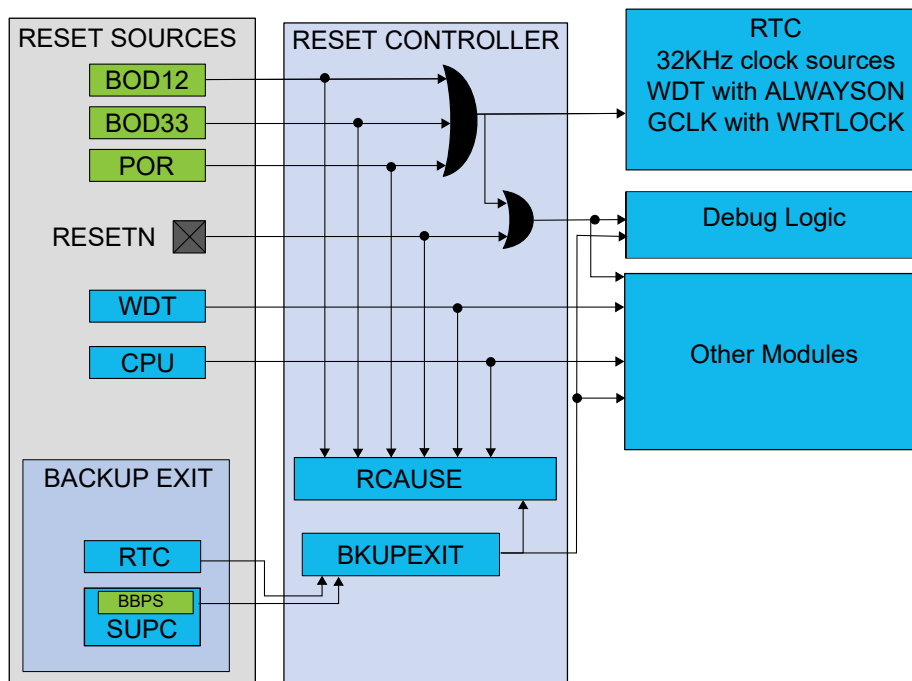 RESET SOURCES
BOD12
BOD33
POR
RESETN
WDT
CPU
BACKUP EXIT
RTC
BBPS
SUPC
RESET CONTROLLER
RCAUSE
BKUPEXIT
RTC
32KHz clock sources
WDT with ALWAYSON
GCLK with WRTLOCK
Debug Logic
Other Modules